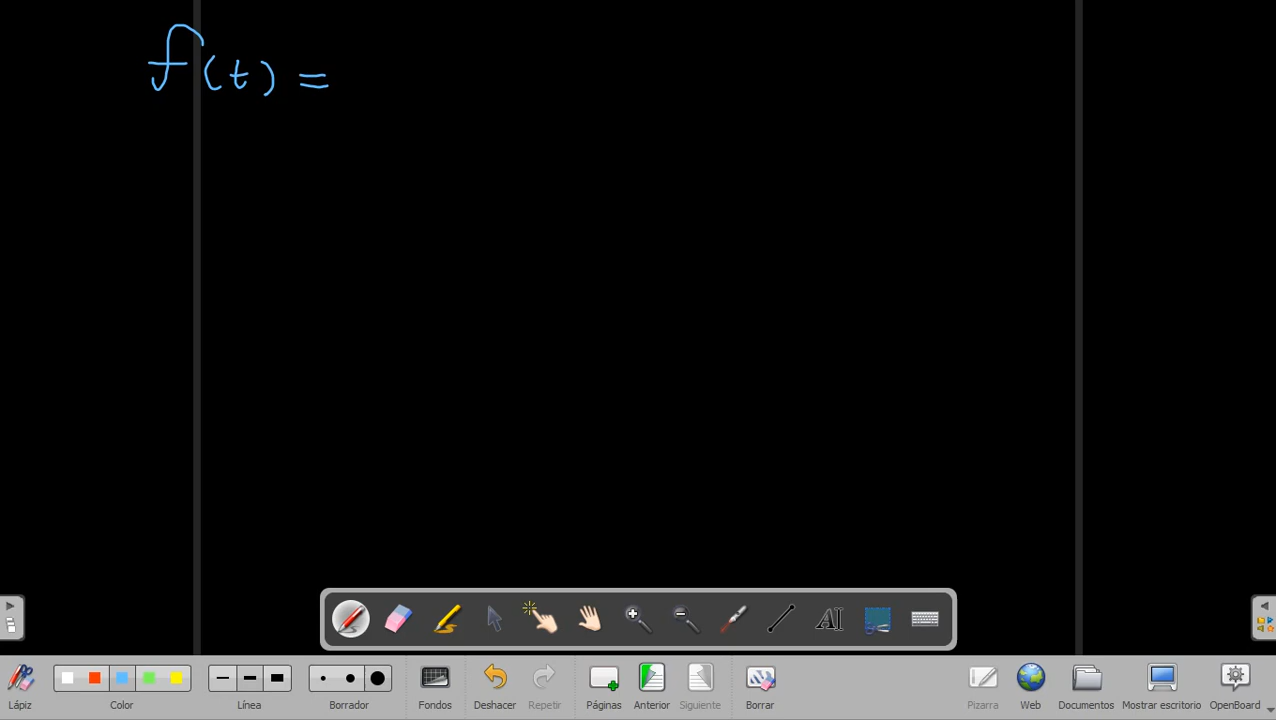 f(t) =
Lápiz Color Línea Borrador Fondos Deshacer Repetir Páginas Anterior Siguiente Borrar Pizarra Web Documentos Mostrar escritorio OpenBoard